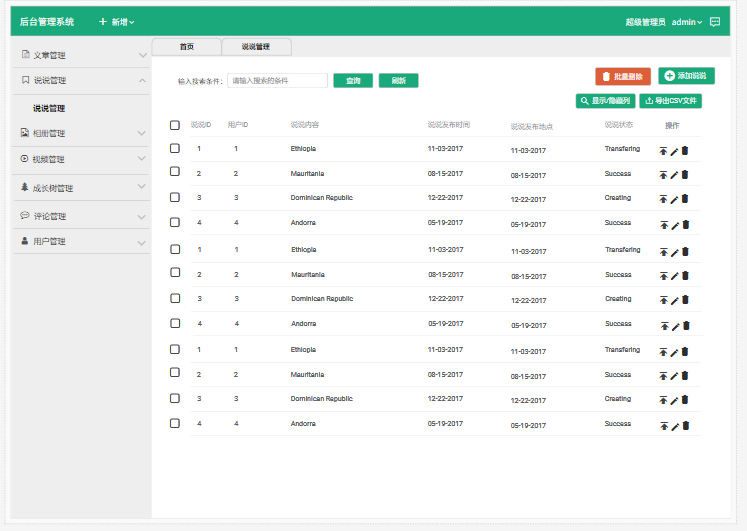 后台管理系统 新增 超级管理员 admin
文章管理 首页 说说管理
说说管理 输入搜索条件: 请输入搜索的条件 查询 刷新 批量删除 添加说说
说说管理 显示/隐藏列 导出CSV文件
相册管理
视频管理
成长树管理
评论管理
用户管理
说说ID 用户ID 说说内容 说说发布时间 说说发布地点 说说状态 操作
1 1 Ethiopia 11-03-2017 11-03-2017 Transfering
2 2 Mauritania 08-15-2017 08-15-2017 Success
3 3 Dominican Republic 12-22-2017 12-22-2017 Creating
4 4 Andorra 05-19-2017 05-19-2017 Success
1 1 Ethiopia 11-03-2017 11-03-2017 Transfering
2 2 Mauritania 08-15-2017 08-15-2017 Success
3 3 Dominican Republic 12-22-2017 12-22-2017 Creating
4 4 Andorra 05-19-2017 05-19-2017 Success
1 1 Ethiopia 11-03-2017 11-03-2017 Transfering
2 2 Mauritania 08-15-2017 08-15-2017 Success
3 3 Dominican Republic 12-22-2017 12-22-2017 Creating
4 4 Andorra 05-19-2017 05-19-2017 Success